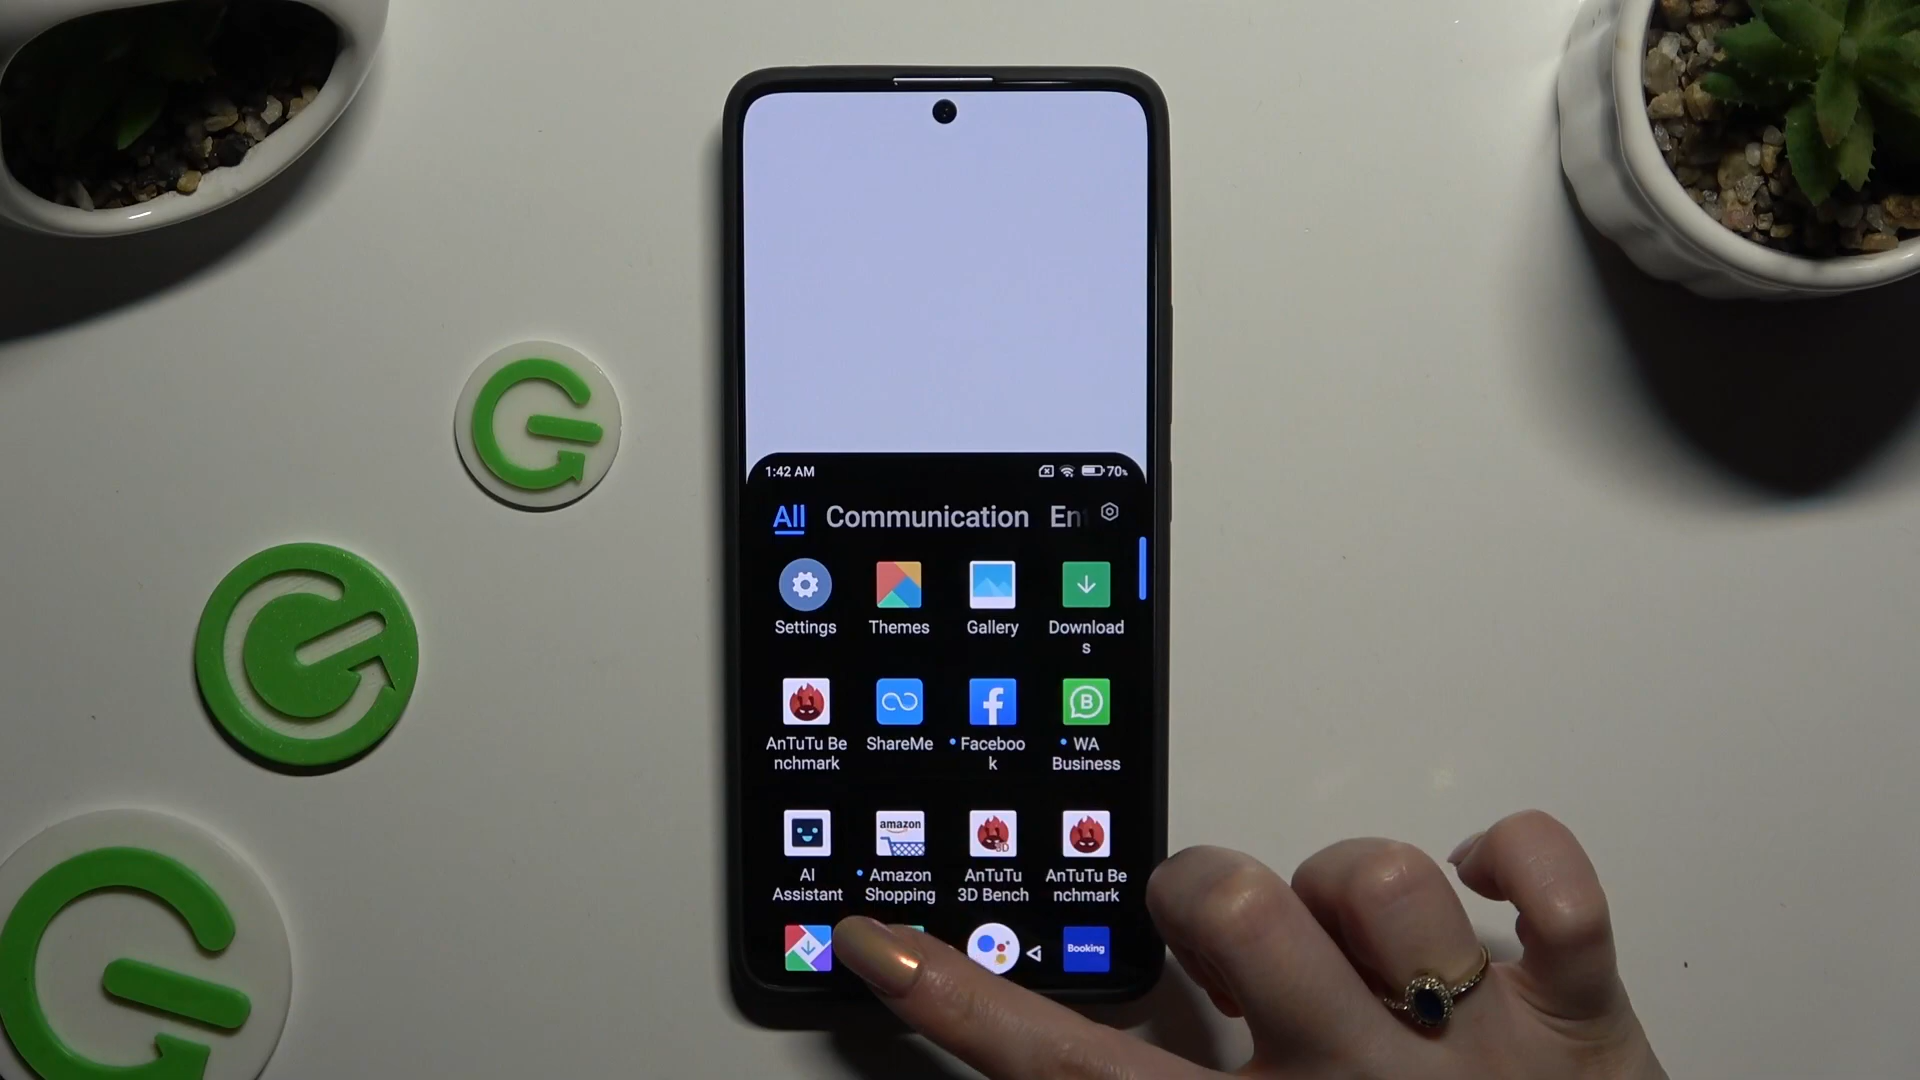 1:42 AM 70%
All Communication En
Settings Themes Gallery Download
s
AnTuTu Be ShareMe Faceboo WA
nchmark k Business
amazon 3D
AI Amazon AnTuTu AnTuTu Be
Assistant Shopping 3D Bench nchmark
Booking